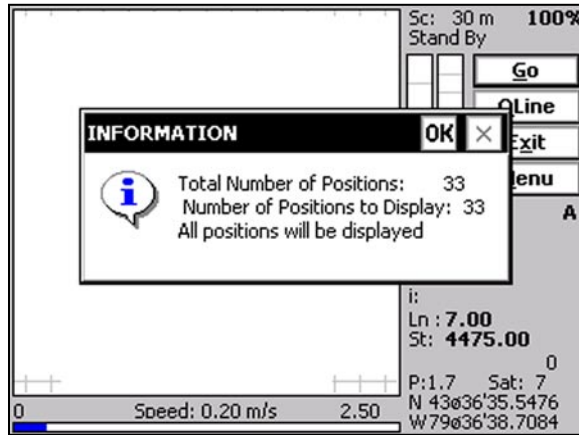 Sc: 30 m 100%
Stand By
Go
QLine
INFORMATION
OK
Exit
Total Number of Positions: 33
Number of Positions to Display: 33
All positions will be displayed
A
i:
Ln : 7.00
St: 4475.00
0
P:1.7 Sat: 7
N 43ø36'35.5476
W79ø36'38.7084
0 Speed: 0.20 m/s 2.50